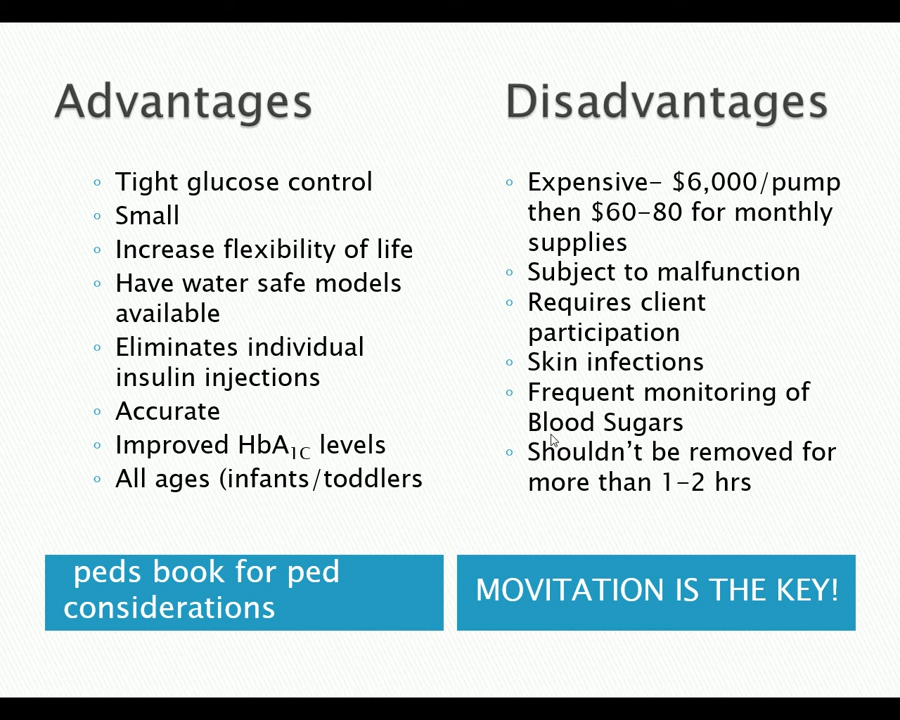 Advantages
Tight glucose control
Small
Increase flexibility of life
Have water safe models
available
Eliminates individual
insulin injections
Accurate
Improved HbA1C levels
All ages (infants/toddlers
peds book for ped
considerations
Disadvantages
Expensive- $6,000/pump
then $60-80 for monthly
supplies
Subject to malfunction
Requires client
participation
Skin infections
Frequent monitoring of
Blood Sugars
Shouldn’t be removed for
more than 1-2 hrs
MOVITATION IS THE KEY!